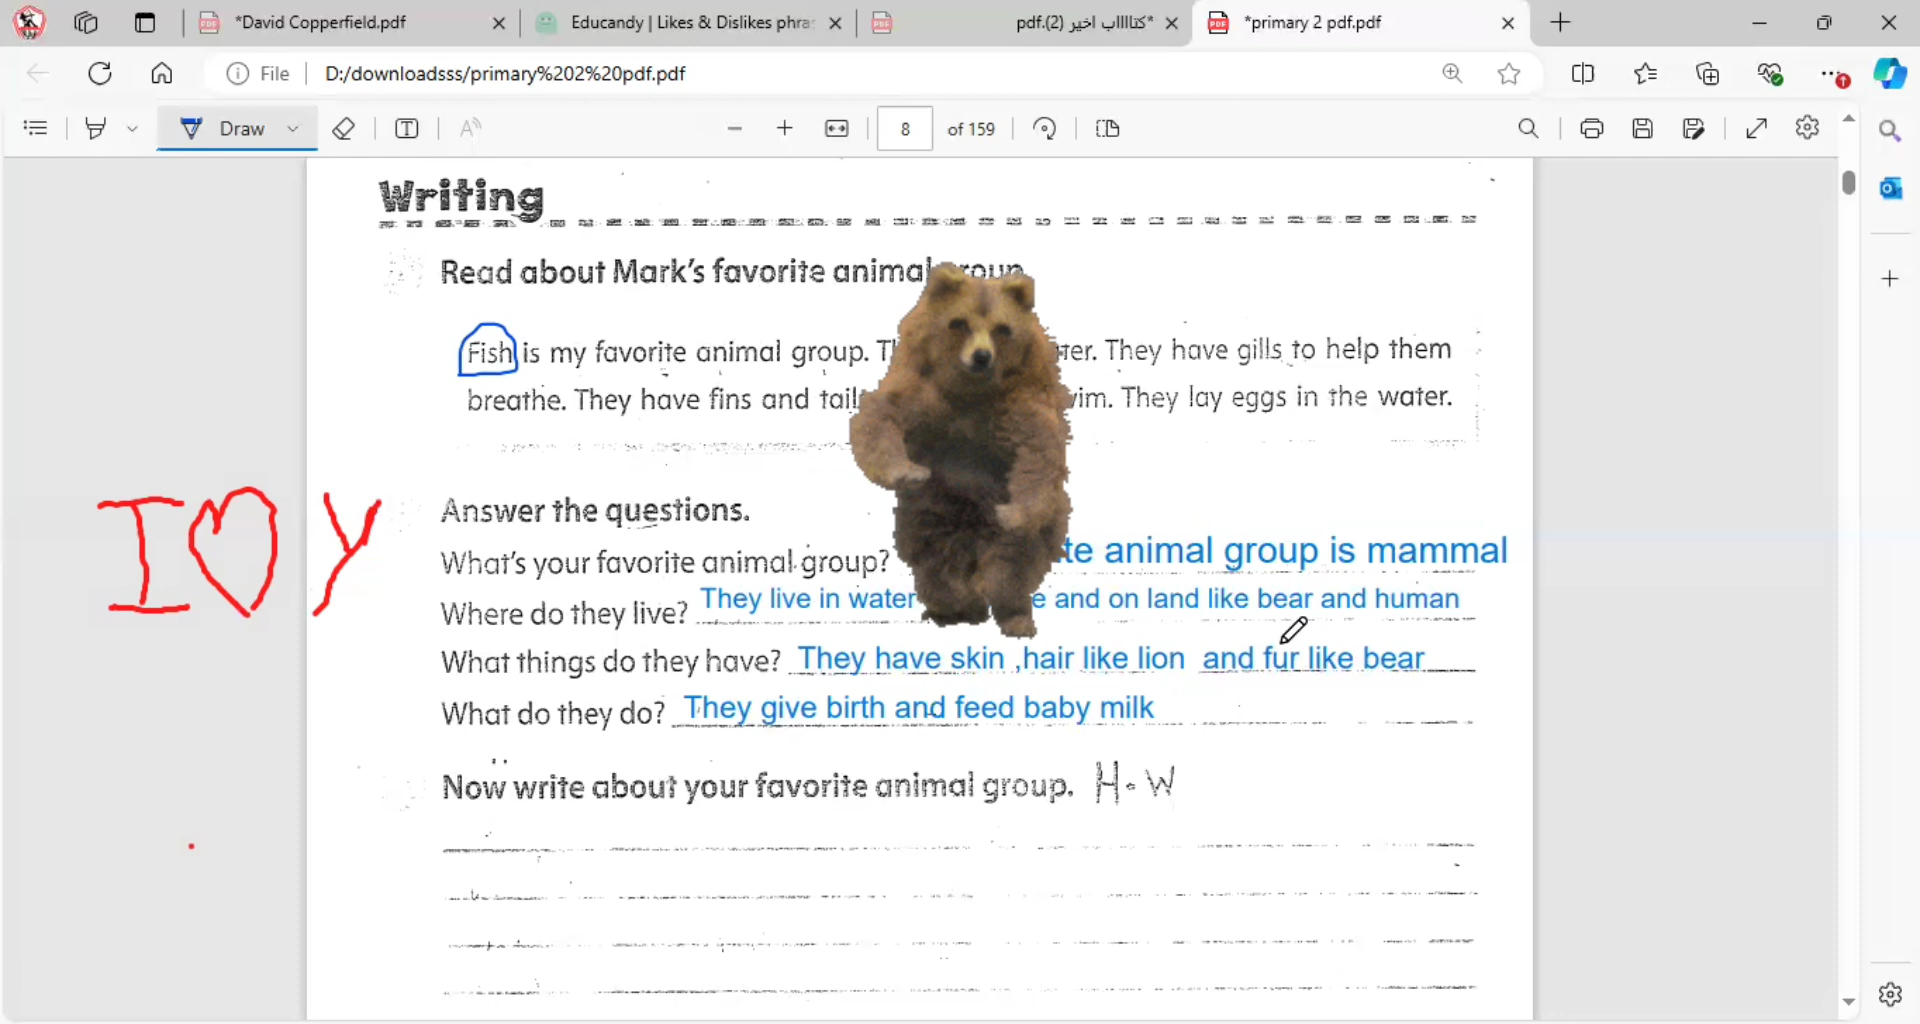 *David Copperfield.pdf
Educandy | Likes & Dislikes phra
*كتااااب اخير (2).pdf
*primary 2 pdf.pdf
File
D:/downloadsss/primary%202%20pdf.pdf
Draw
8 of 159
Writing
Read about Mark's favorite animal group
Fish is my favorite animal group. ter. They have gills to help them
breathe. They have fins and tail vim. They lay eggs in the water.
I ♡ Y
Answer the questions.
What's your favorite animal group? te animal group is mammal
Where do they live? They live in water e and on land like bear and human
What things do they have? They have skin ,hair like lion and fur like bear
What do they do? They give birth and feed baby milk
Now write about your favorite animal group. H.W